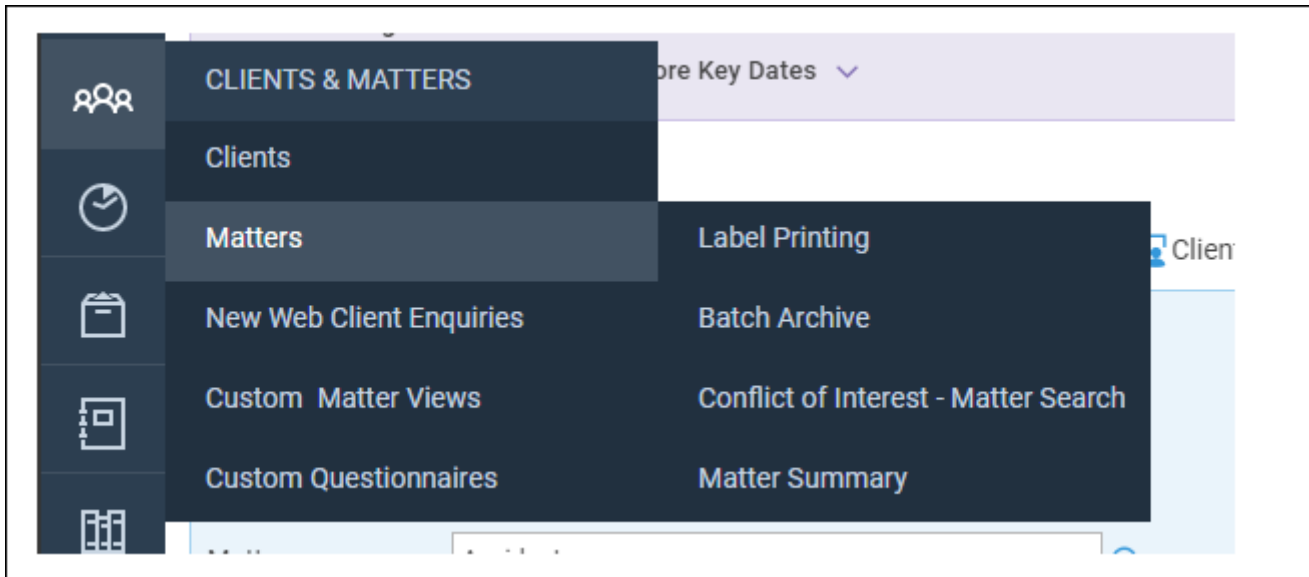 ore Key Dates
CLIENTS & MATTERS
Clients
Matters
New Web Client Enquiries
Custom Matter Views
Custom Questionnaires
Label Printing
Batch Archive
Conflict of Interest - Matter Search
Matter Summary
Clien